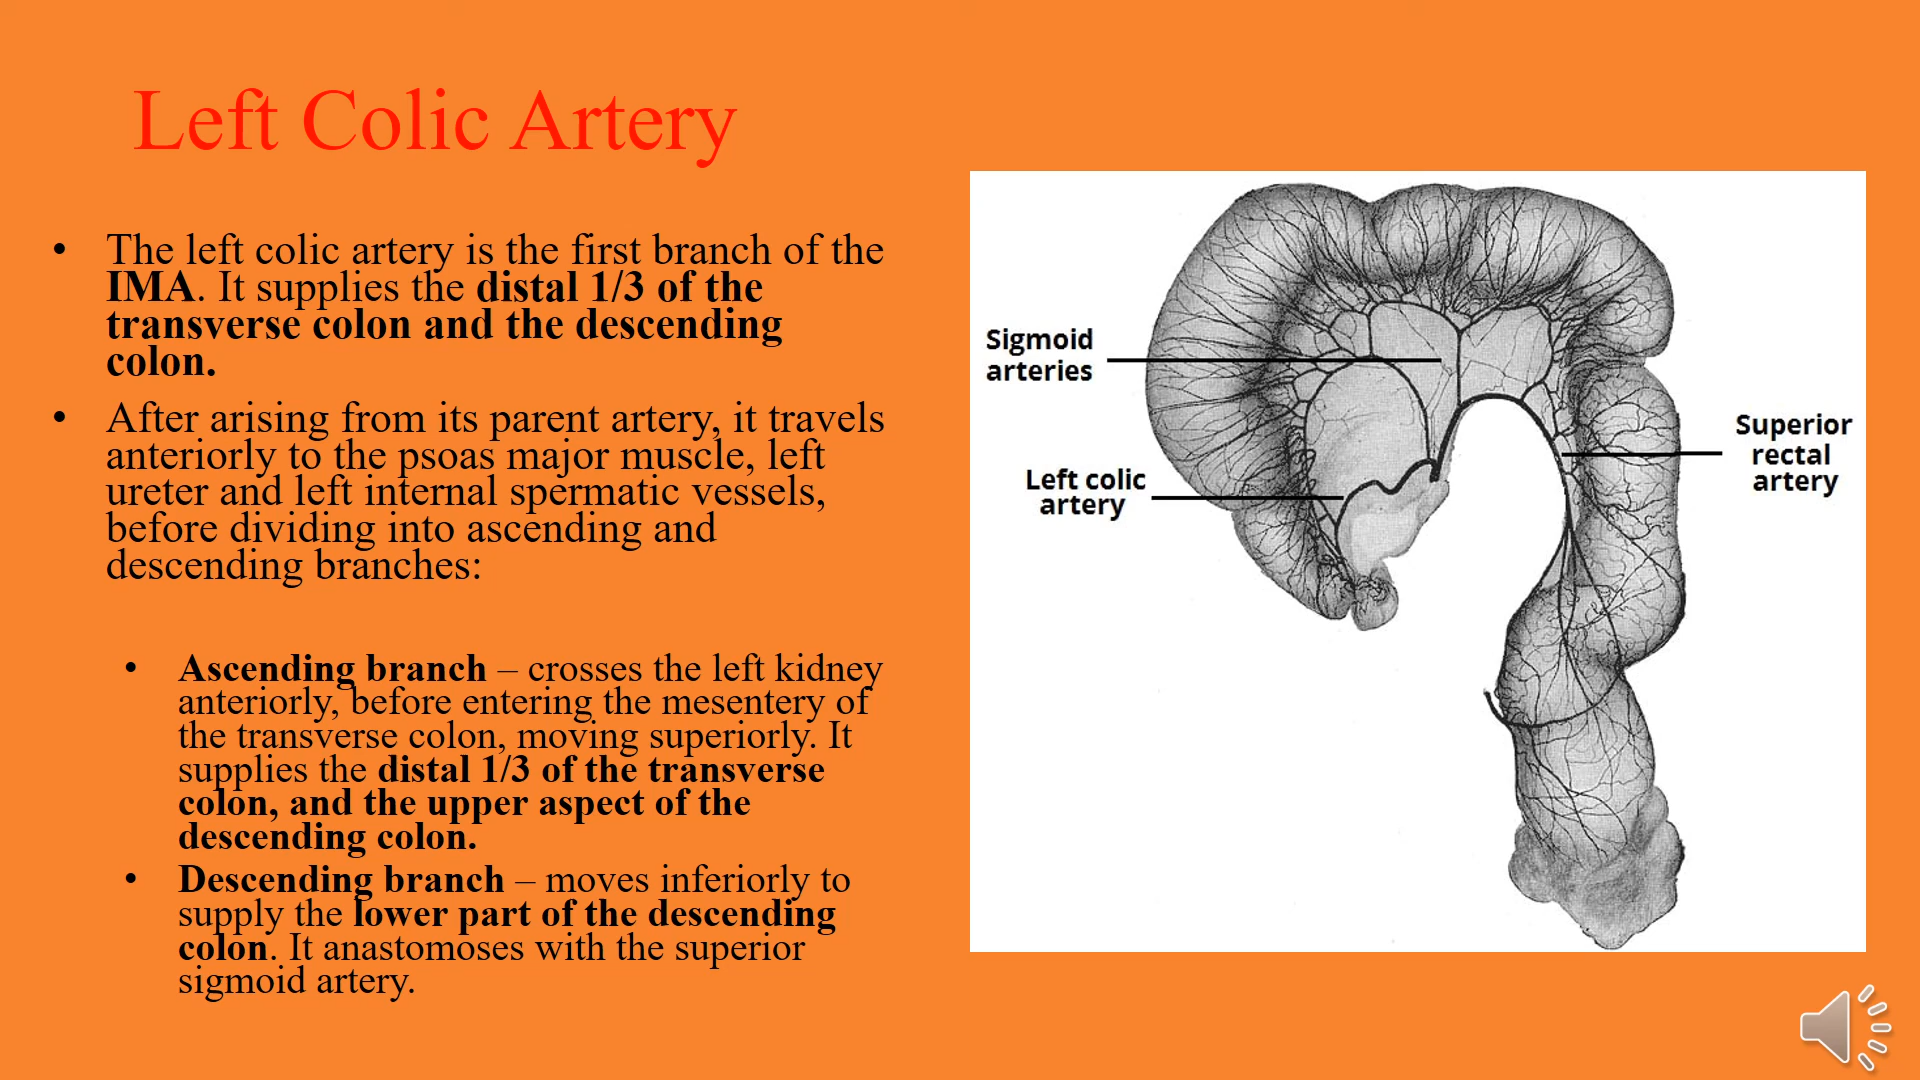 Left Colic Artery
• The left colic artery is the first branch of the
IMA. It supplies the distal 1/3 of the
transverse colon and the descending
colon.
• After arising from its parent artery, it travels
anteriorly to the psoas major muscle, left
ureter and left internal spermatic vessels,
before dividing into ascending and
descending branches:
• Ascending branch – crosses the left kidney
anteriorly, before entering the mesentery of
the transverse colon, moving superiorly. It
supplies the distal 1/3 of the transverse
colon, and the upper aspect of the
descending colon.
• Descending branch – moves inferiorly to
supply the lower part of the descending
colon. It anastomoses with the superior
sigmoid artery.
Sigmoid
arteries
Left colic
artery
Superior
rectal
artery